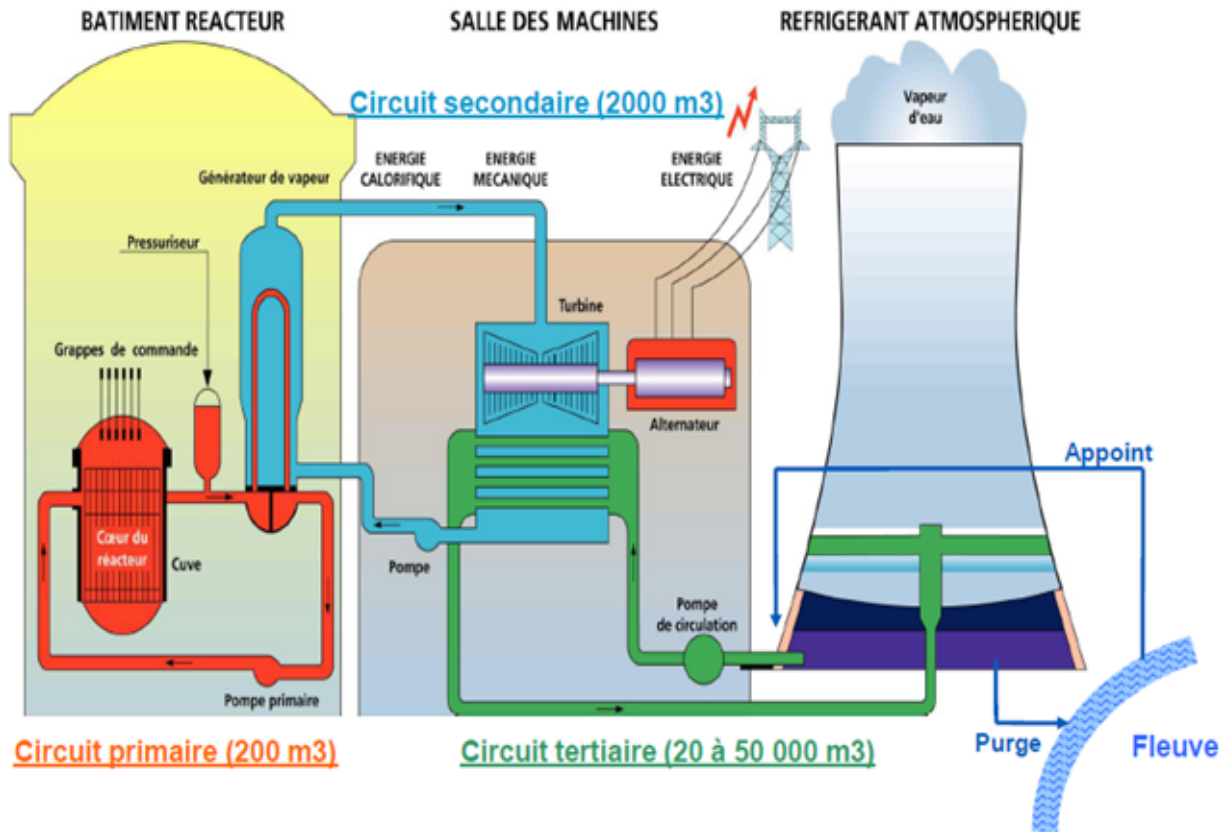 BATIMENT REACTEUR
SALLE DES MACHINES
REFRIGERANT ATMOSPHERIQUE
Circuit secondaire (2000 m3)
Vapeur
d'eau
ENERGIE
CALORIFIQUE
ENERGIE
MECANIQUE
ENERGIE
ELECTRIQUE
Générateur de vapeur
Pressuriseur
Turbine
Grappes de commande
Alternateur
Appoint
Cœur du
réacteur
Cuve
Pompe
Pompe
de circulation
Pompe primaire
Purge
Fleuve
Circuit primaire (200 m3)
Circuit tertiaire (20 à 50 000 m3)